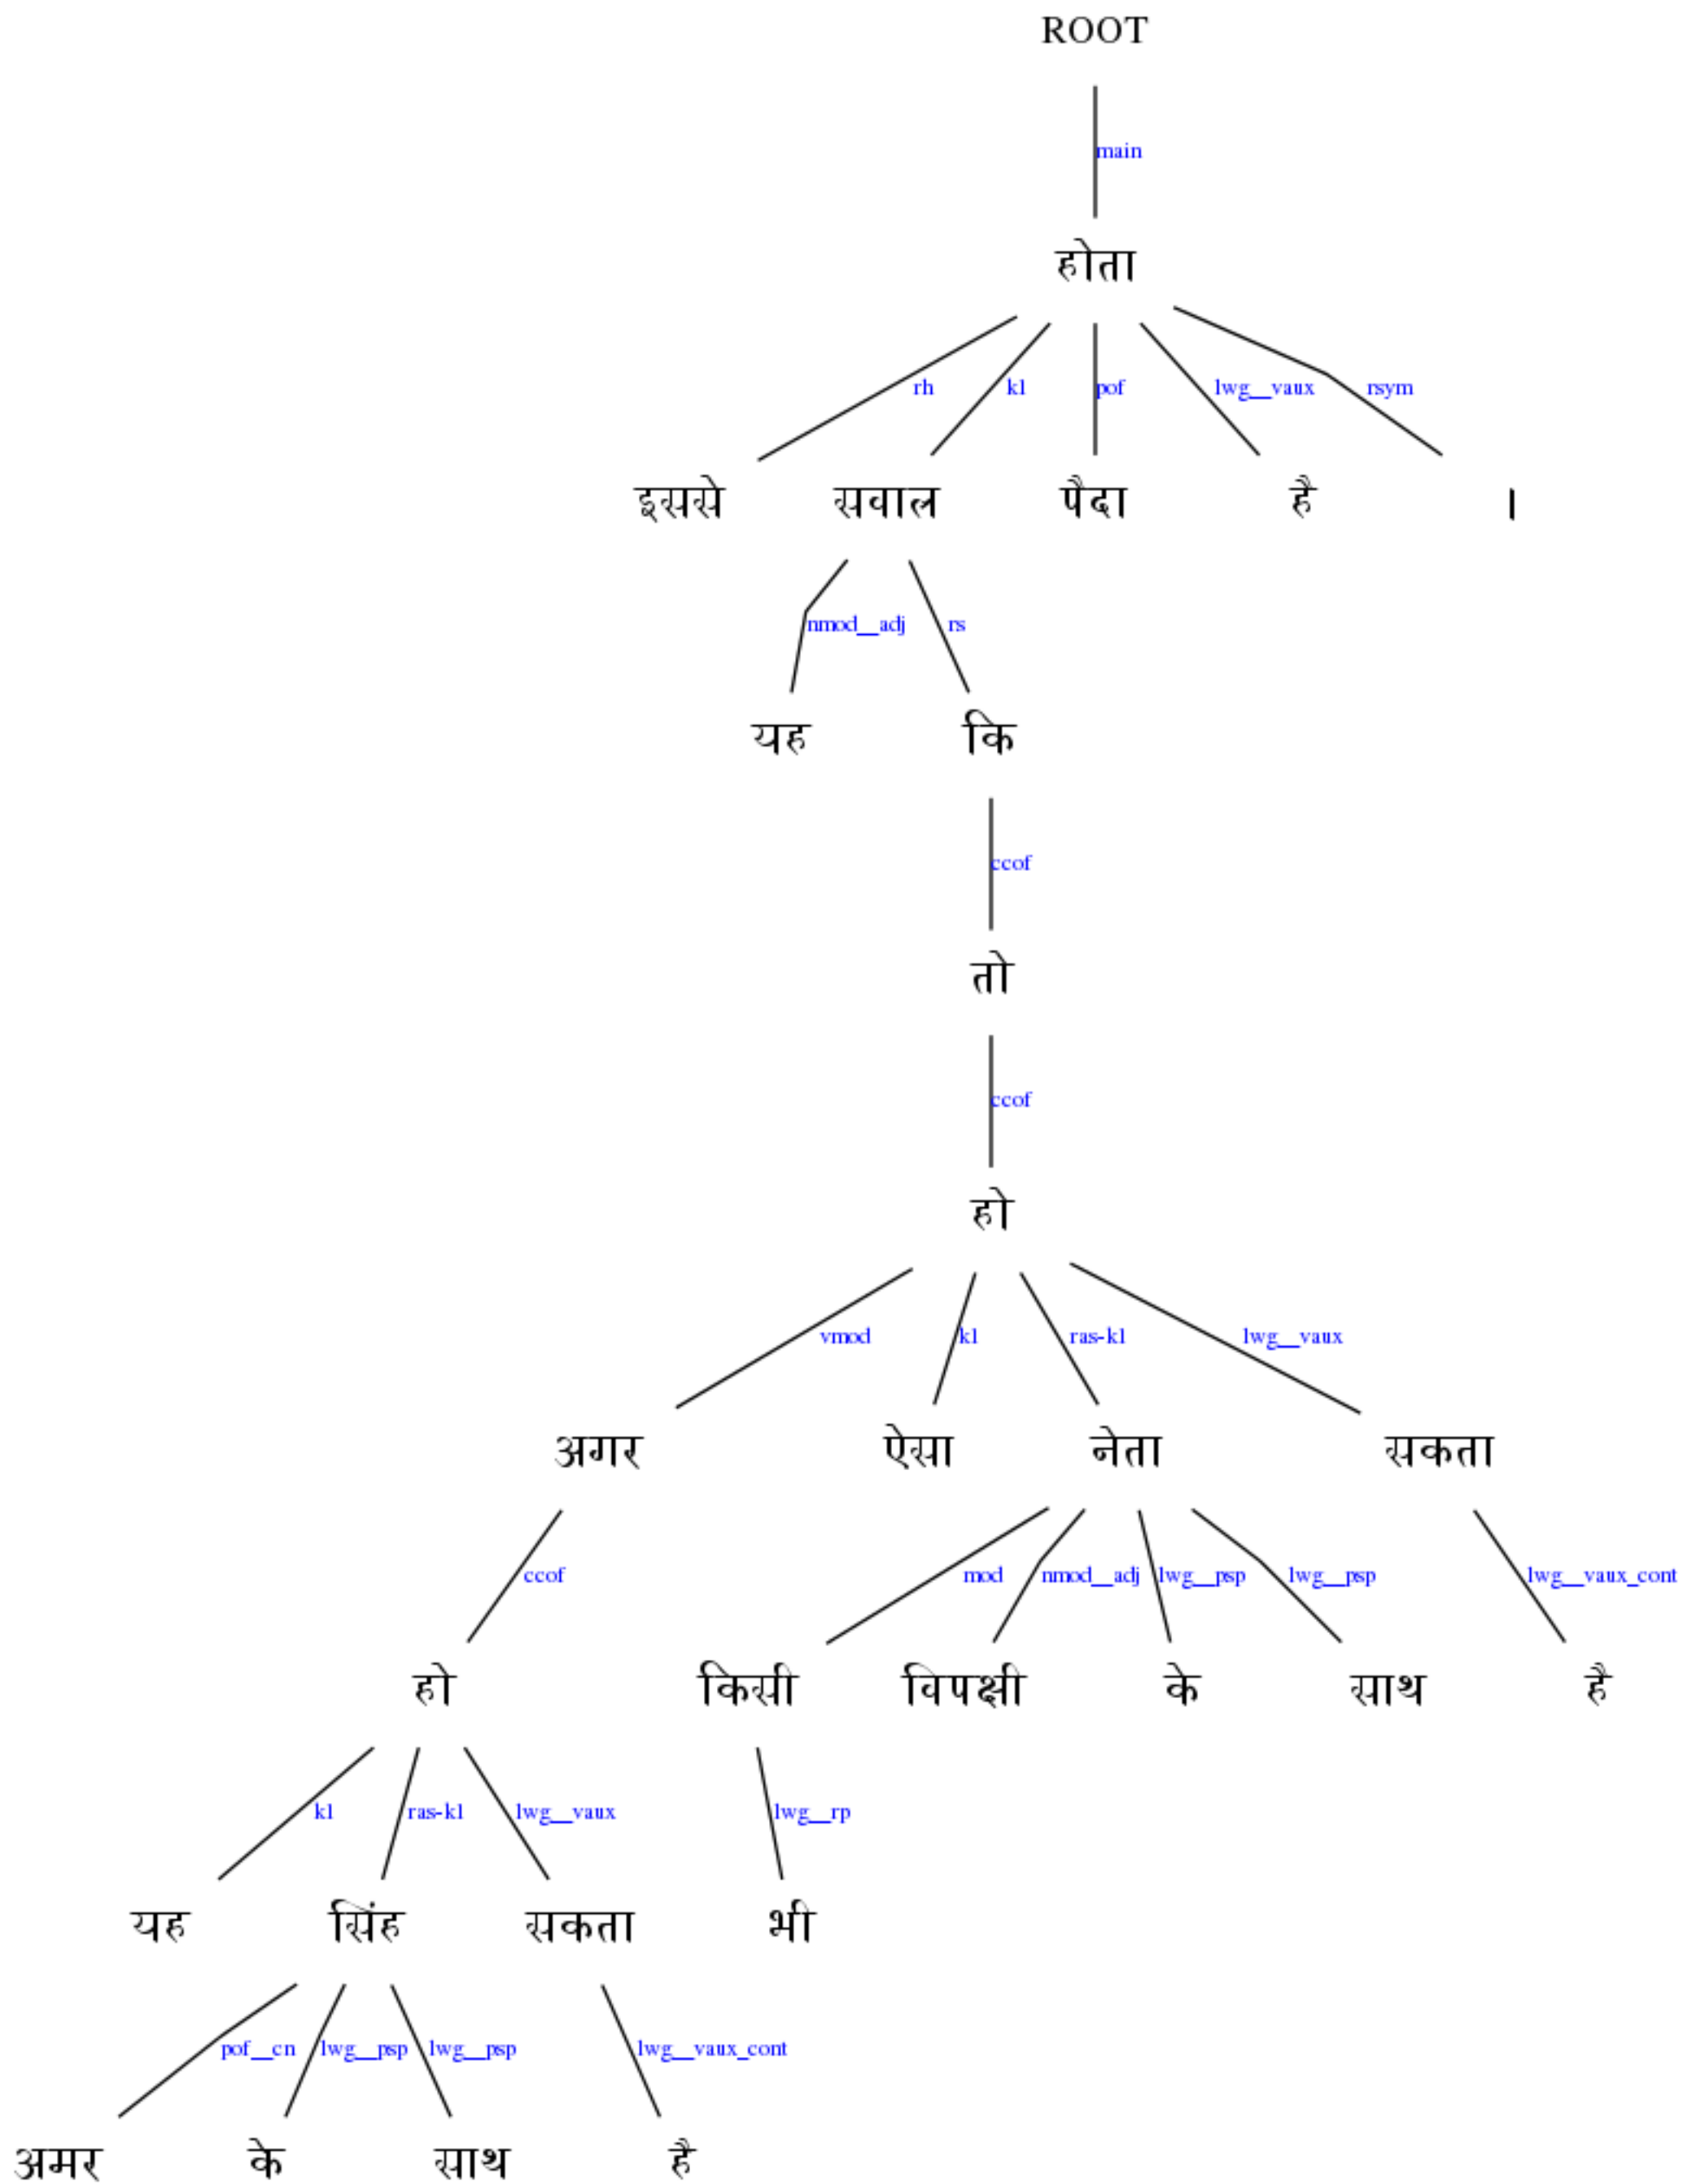 ROOT
main
होता
rh k1 pof lwg__vaux rsym
इससे सवाल पैदा है ।
nmod__adj rs
यह कि
ccof
तो
ccof
हो
vmod k1 ras-k1 lwg__vaux
अगर ऐसा नेता सकता
ccof mod nmod__adj lwg__psp lwg__psp lwg__vaux_cont
हो किसी विपक्षी के साथ है
k1 ras-k1 lwg__vaux lwg__rp
यह सिंह सकता भी
pof__cn lwg__psp lwg__psp lwg__vaux_cont
अमर के साथ है